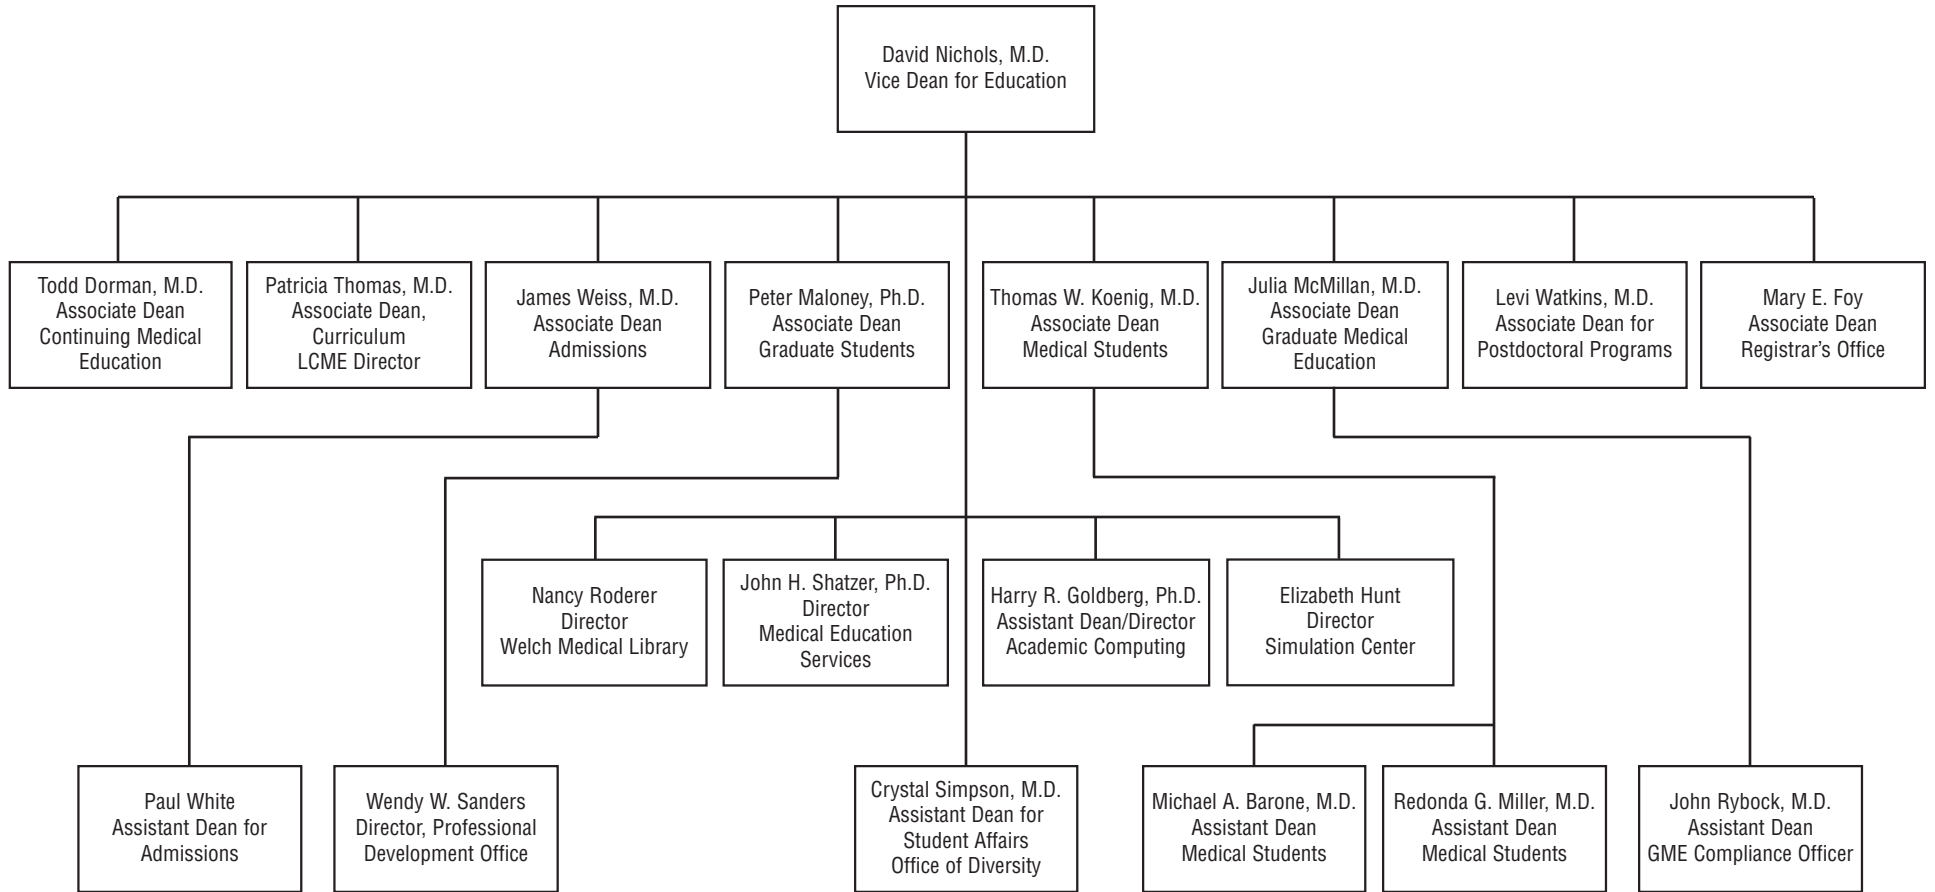 David Nichols, M.D.
Vice Dean for Education
Todd Dorman, M.D.
Associate Dean
Continuing Medical
Education
Patricia Thomas, M.D.
Associate Dean,
Curriculum
LCME Director
James Weiss, M.D.
Associate Dean
Admissions
Peter Maloney, Ph.D.
Associate Dean
Graduate Students
Thomas W. Koenig, M.D.
Associate Dean
Medical Students
Julia McMillan, M.D.
Associate Dean
Graduate Medical
Education
Levi Watkins, M.D.
Associate Dean for
Postdoctoral Programs
Mary E. Foy
Associate Dean
Registrar’s Office
Nancy Roderer
Director
Welch Medical Library
John H. Shatzer, Ph.D.
Director
Medical Education
Services
Harry R. Goldberg, Ph.D.
Assistant Dean/Director
Academic Computing
Elizabeth Hunt
Director
Simulation Center
Paul White
Assistant Dean for
Admissions
Wendy W. Sanders
Director, Professional
Development Office
Crystal Simpson, M.D.
Assistant Dean for
Student Affairs
Office of Diversity
Michael A. Barone, M.D.
Assistant Dean
Medical Students
Redonda G. Miller, M.D.
Assistant Dean
Medical Students
John Rybock, M.D.
Assistant Dean
GME Compliance Officer